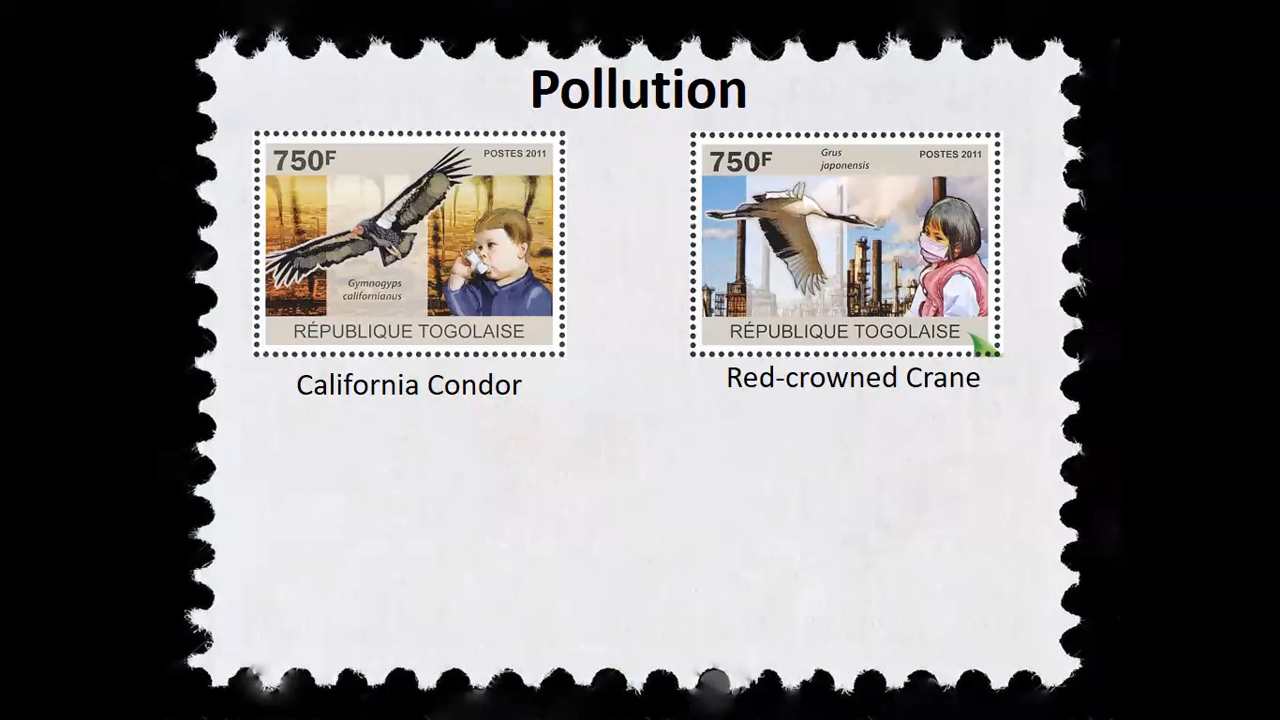 Pollution
750F
POSTES 2011
Gymnogyps
californianus
RÉPUBLIQUE TOGOLAISE
California Condor
750F
Grus
japonensis
POSTES 2011
RÉPUBLIQUE TOGOLAISE
Red-crowned Crane